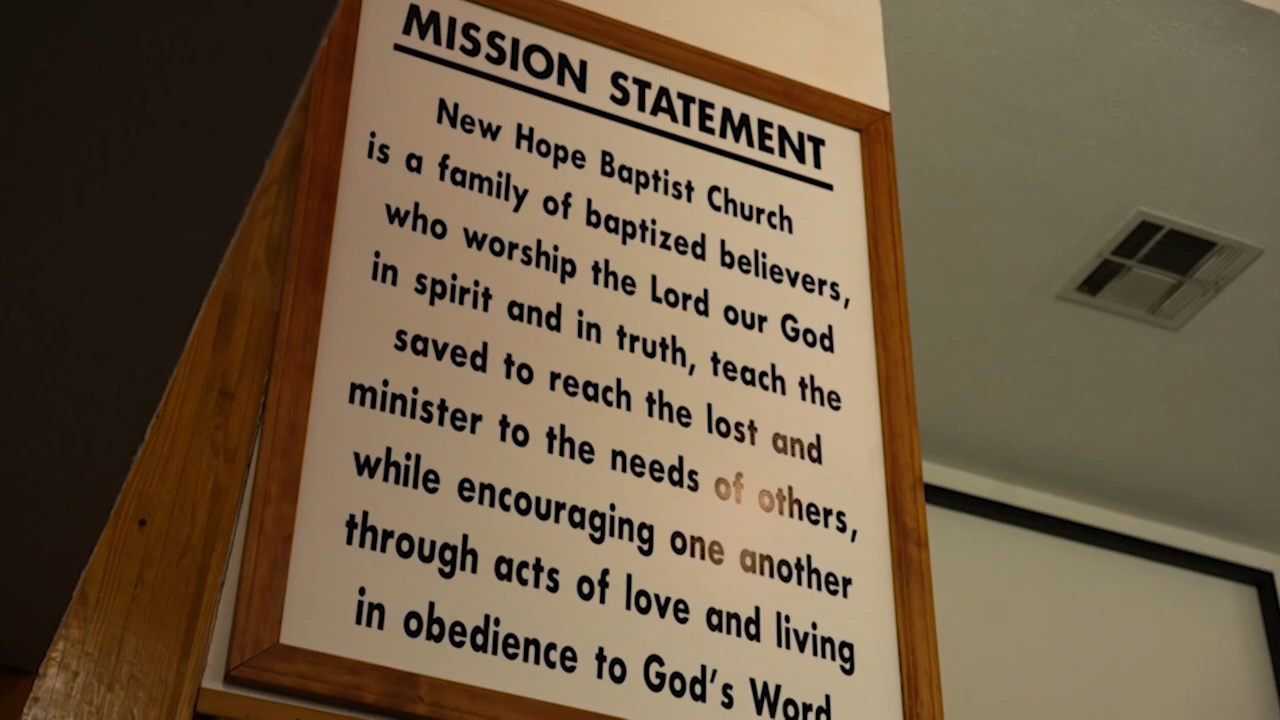 MISSION STATEMENT
New Hope Baptist Church
is a family of baptized believers,
who worship the Lord our God
in spirit and in truth, teach the
saved to reach the lost and
minister to the needs of others,
while encouraging one another
through acts of love and living
in obedience to God's Word